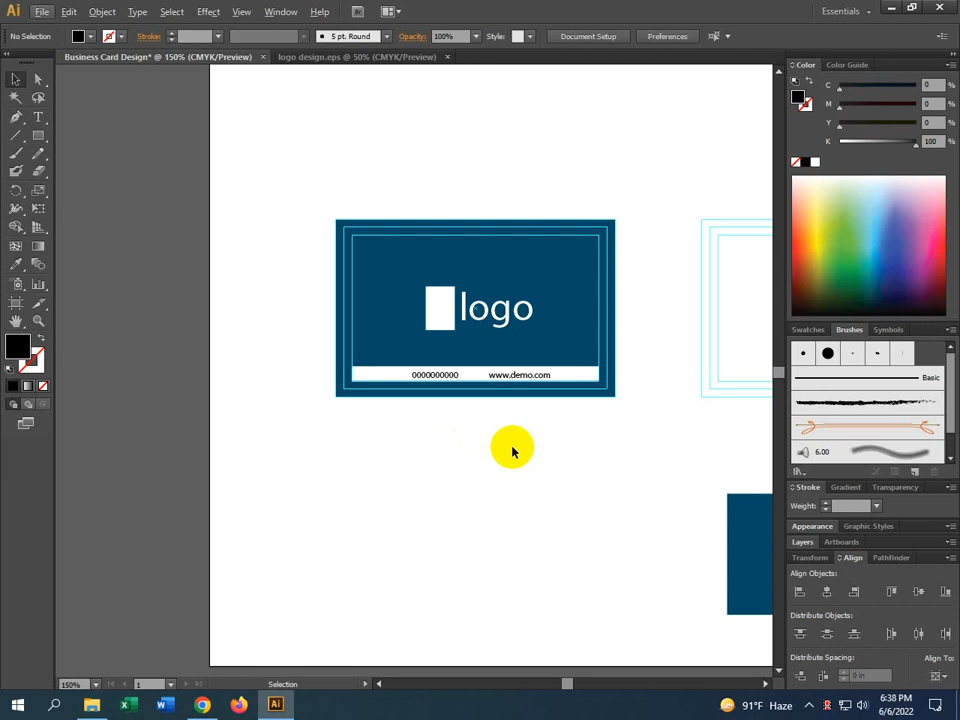 Ai File Edit Object Type Select Effect View Window Help Br Essentials
No Selection Stroke: 5 pt. Round Opacity: 100% Style: Document Setup Preferences
Business Card Design* @ 150% (CMYK/Preview) × logo design.eps @ 50% (CMYK/Preview) ×
Color Color Guide
C 0 %
M 0 %
Y 0 %
K 100 %
logo
0000000000 www.demo.com
Swatches Brushes Symbols
Basic
6.00
Stroke Gradient Transparency
Weight:
Appearance Graphic Styles
Layers Artboards
Transform Align Pathfinder
Align Objects:
Distribute Objects:
Distribute Spacing: Align To:
0 in
150% 1 Selection
91°F Haze 6:38 PM
6/6/2022